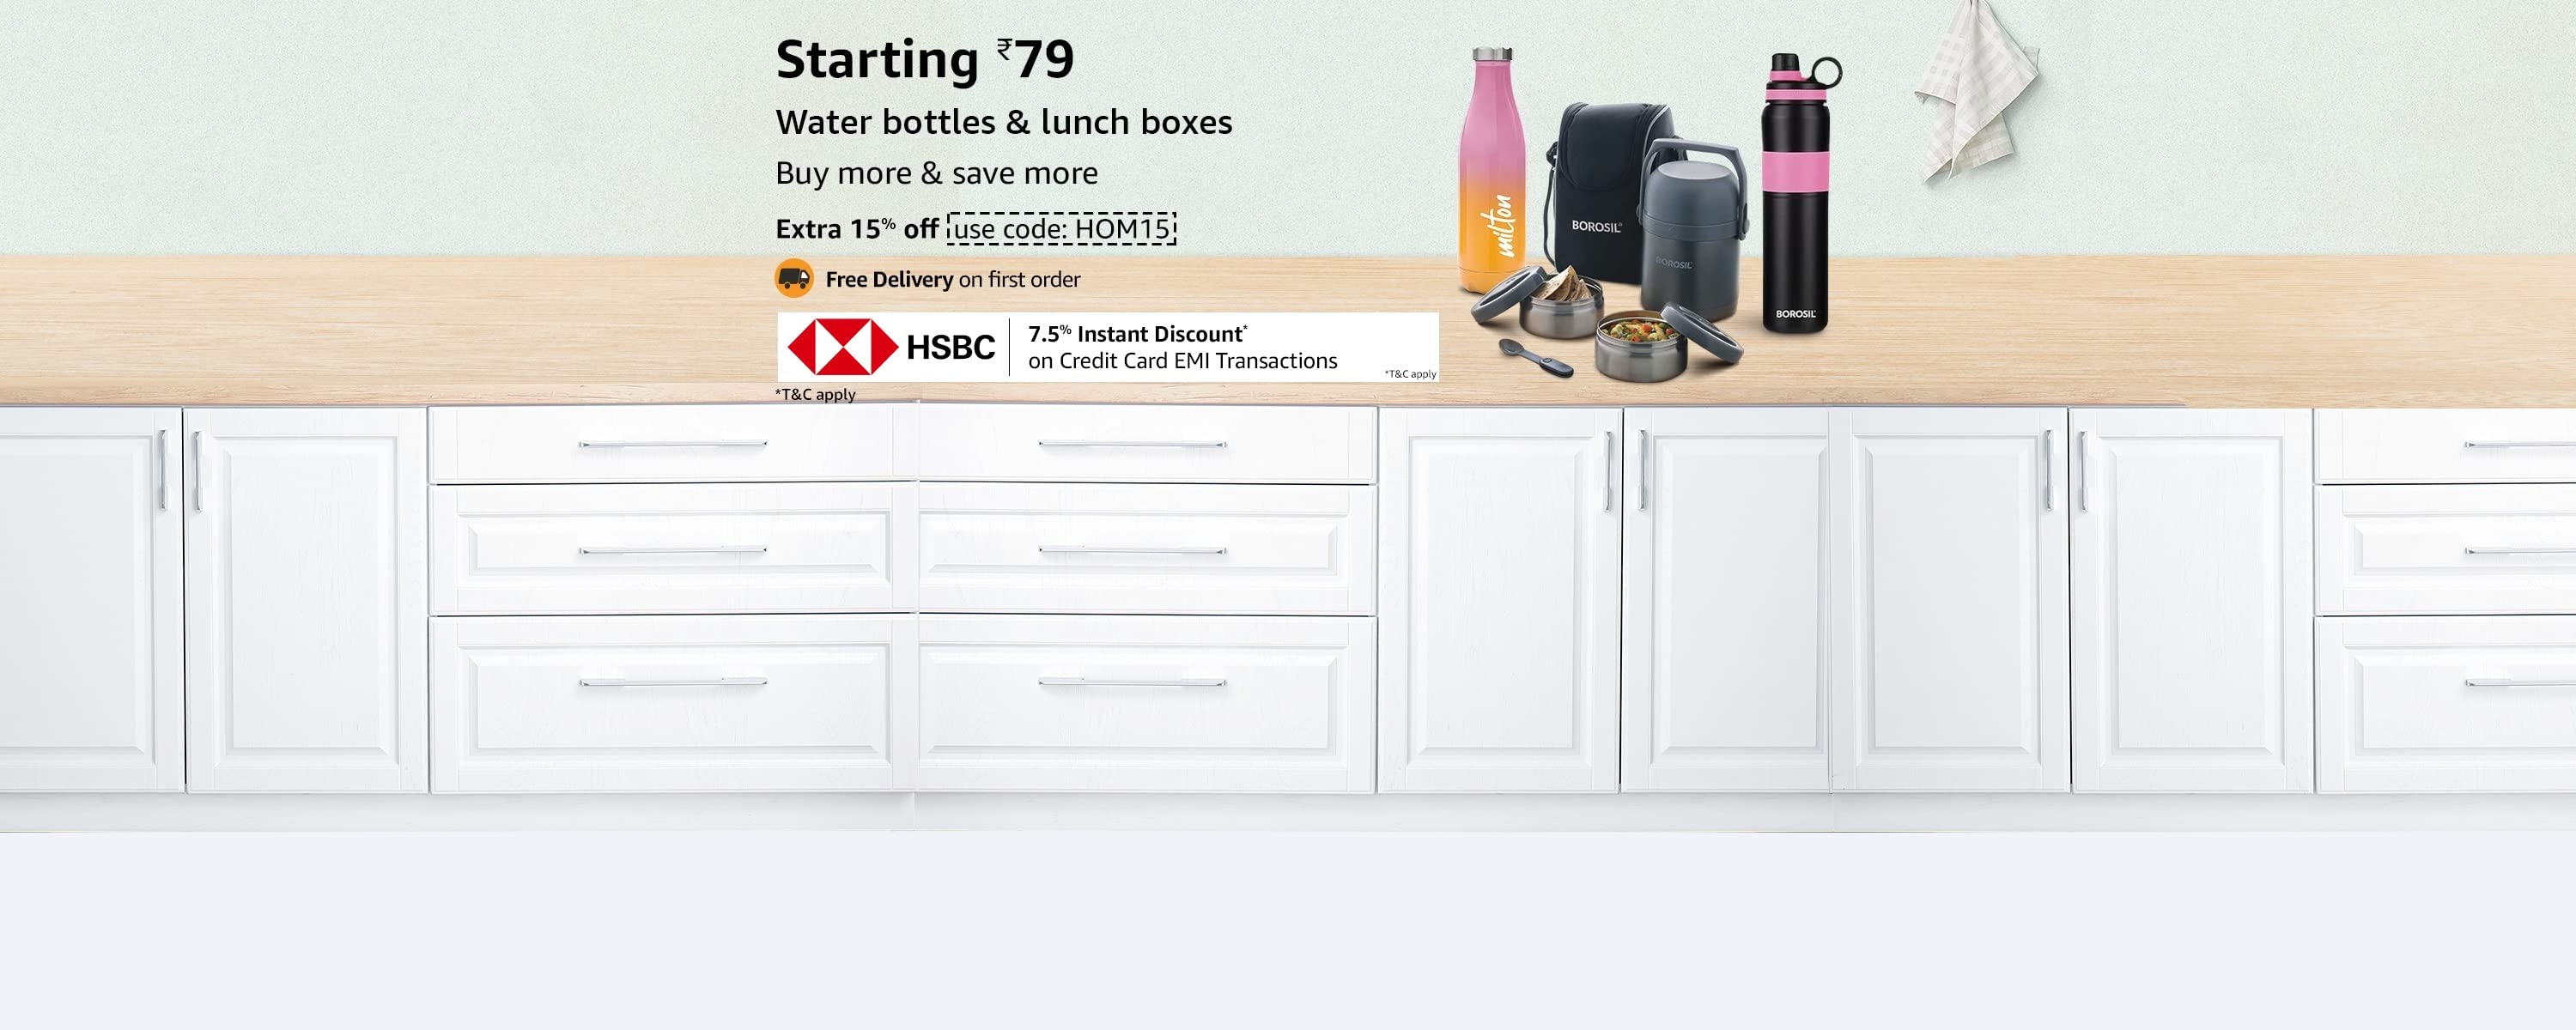 Starting ₹79
Water bottles & lunch boxes
Buy more & save more
Extra 15% off use code: HOM15
Free Delivery on first order
HSBC
7.5% Instant Discount*
on Credit Card EMI Transactions
*T&C apply
*T&C apply
milton
BOROSIL®
BOROSIL
BOROSIL